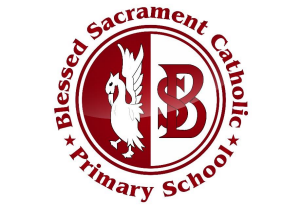 Blessed Sacrament Catholic
SB
★ Primary School ★